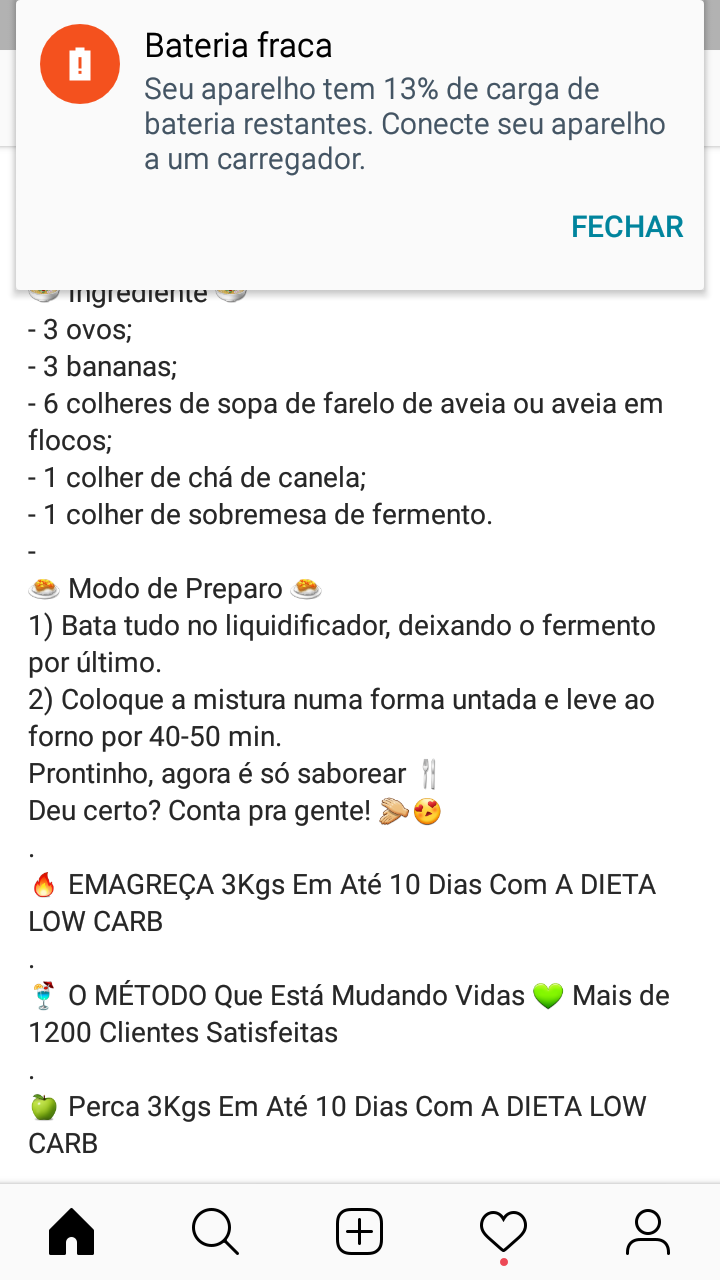 Bateria fraca
Seu aparelho tem 13% de carga de
bateria restantes. Conecte seu aparelho
a um carregador.
FECHAR
🍲 Ingrediente 🍲
- 3 ovos;
- 3 bananas;
- 6 colheres de sopa de farelo de aveia ou aveia em
flocos;
- 1 colher de chá de canela;
- 1 colher de sobremesa de fermento.
-
🍛 Modo de Preparo 🍛
1) Bata tudo no liquidificador, deixando o fermento
por último.
2) Coloque a mistura numa forma untada e leve ao
forno por 40-50 min.
Prontinho, agora é só saborear 🍴
Deu certo? Conta pra gente! 👏🏼😍
.
🔥 EMAGREÇA 3Kgs Em Até 10 Dias Com A DIETA
LOW CARB
.
🍹 O MÉTODO Que Está Mudando Vidas 💚 Mais de
1200 Clientes Satisfeitas
.
🍏 Perca 3Kgs Em Até 10 Dias Com A DIETA LOW
CARB